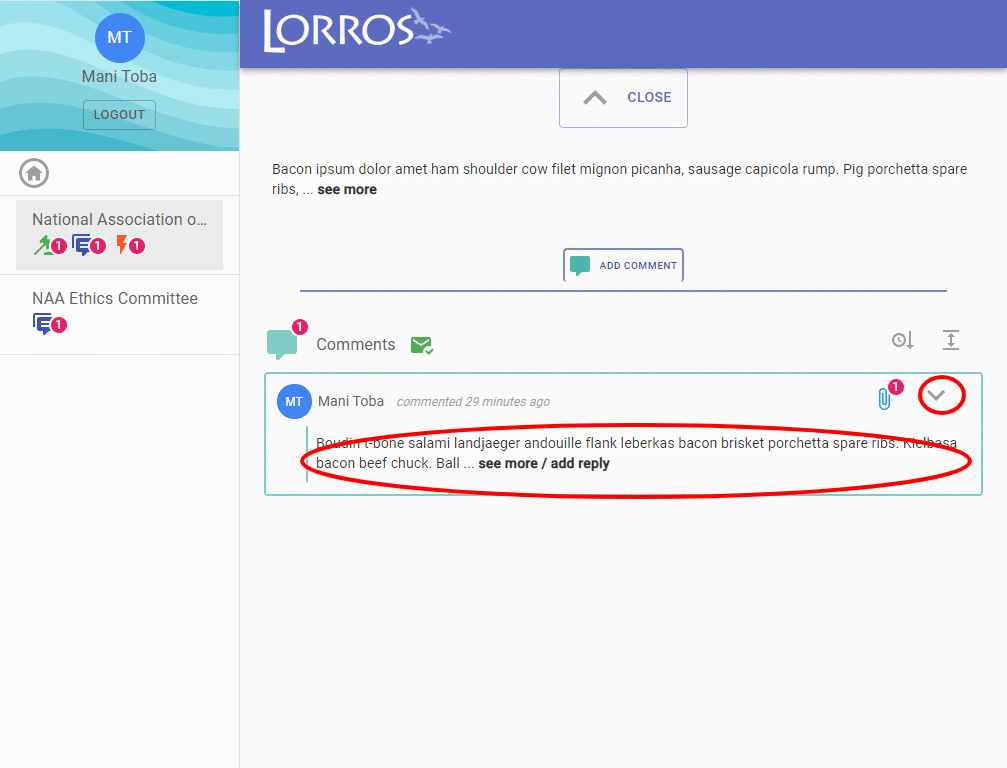 MT
Mani Toba
LOGOUT
National Association o...
1 1 1
NAA Ethics Committee
1
LORROS
CLOSE
Bacon ipsum dolor amet ham shoulder cow filet mignon picanha, sausage capicola rump. Pig porchetta spare
ribs, ... see more
ADD COMMENT
1
Comments
MT Mani Toba commented 29 minutes ago 1
Boudin t-bone salami landjaeger andouille flank leberkas bacon brisket porchetta spare ribs. Kielbasa
bacon beef chuck. Ball ... see more / add reply